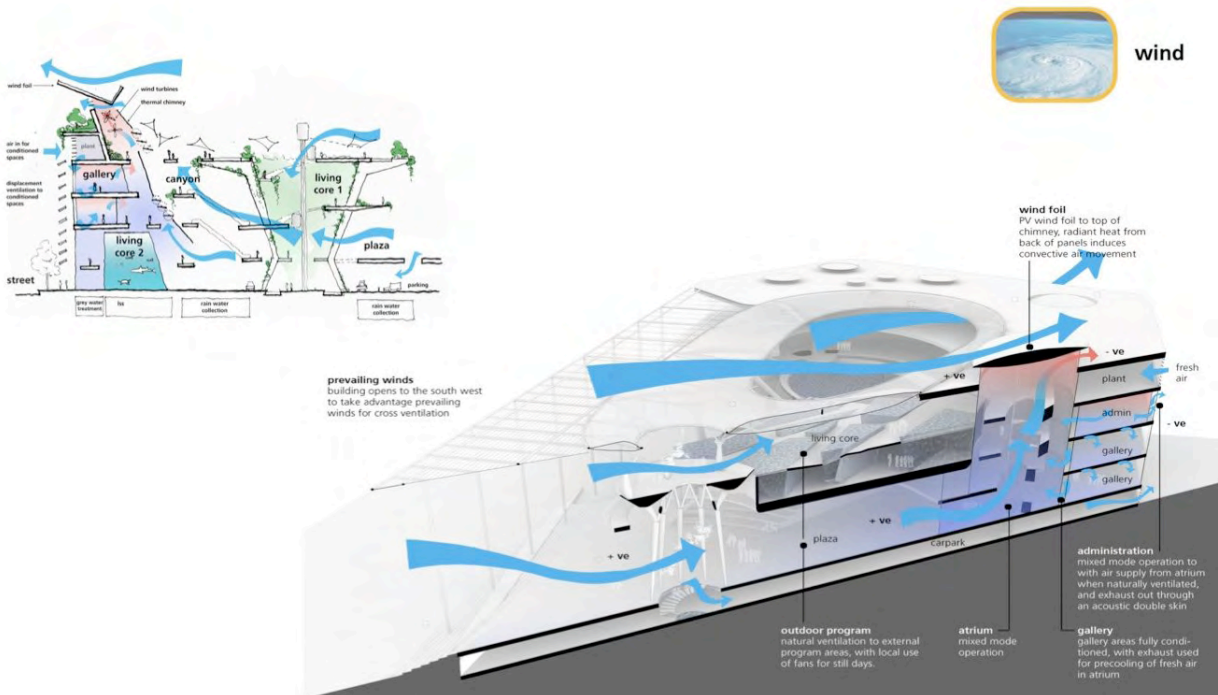 wind
wind foil
wind turbines
thermal chimney
air in for
conditioned
spaces
plant
gallery
canyon
living
core 1
displacement
ventilation to
conditioned
spaces
living
core 2
plaza
street
parking
grey water
treatment
lss
rain water
collection
rain water
collection
wind foil
PV wind foil to top of
chimney, radiant heat from
back of panels induces
convective air movement
prevailing winds
building opens to the south west
to take advantage prevailing
winds for cross ventilation
- ve
+ ve
plant
fresh
air
admin
- ve
living core
gallery
gallery
+ ve
+ ve
plaza
carpark
administration
mixed mode operation to
with air supply from atrium
when naturally ventilated,
and exhaust out through
an acoustic double skin
outdoor program
natural ventilation to external
program areas, with local use
of fans for still days.
atrium
mixed mode
operation
gallery
gallery areas fully condi-
tioned, with exhaust used
for precooling of fresh air
in atrium